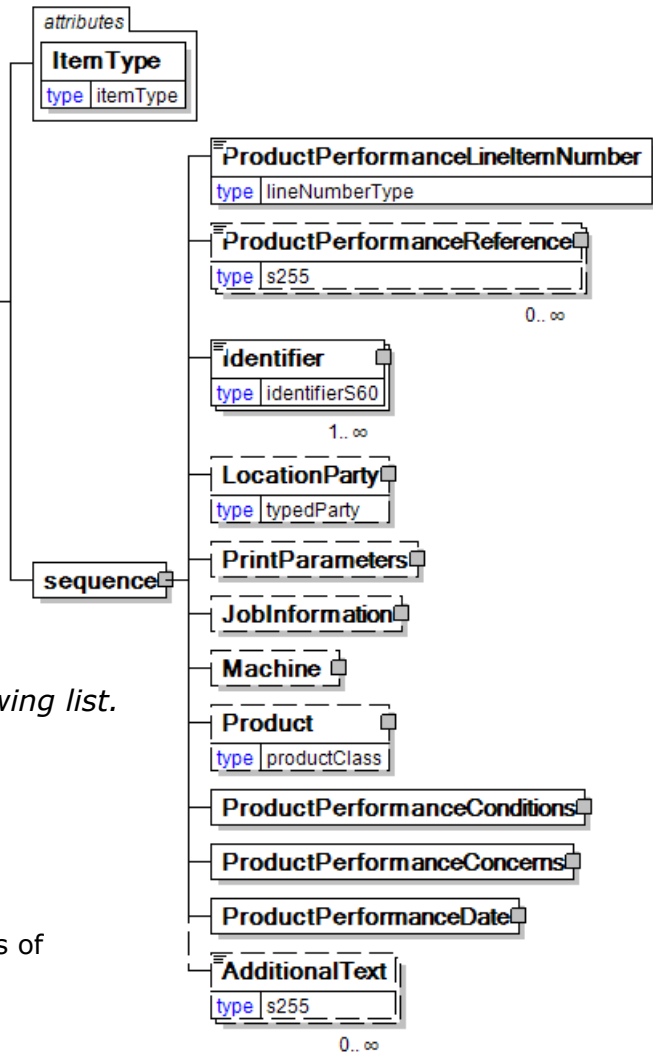 attributes
ItemType
type itemType
ProductPerformanceLineItemNumber
type lineNumberType
ProductPerformanceReference
type s255
0.. ∞
Identifier
type identifierS60
1.. ∞
LocationParty
type typedParty
PrintParameters
sequence
JobInformation
Machine
wing list.
Product
type productClass
ProductPerformanceConditions
ProductPerformanceConcerns
ProductPerformanceDate
s of
AdditionalText
type s255
0.. ∞